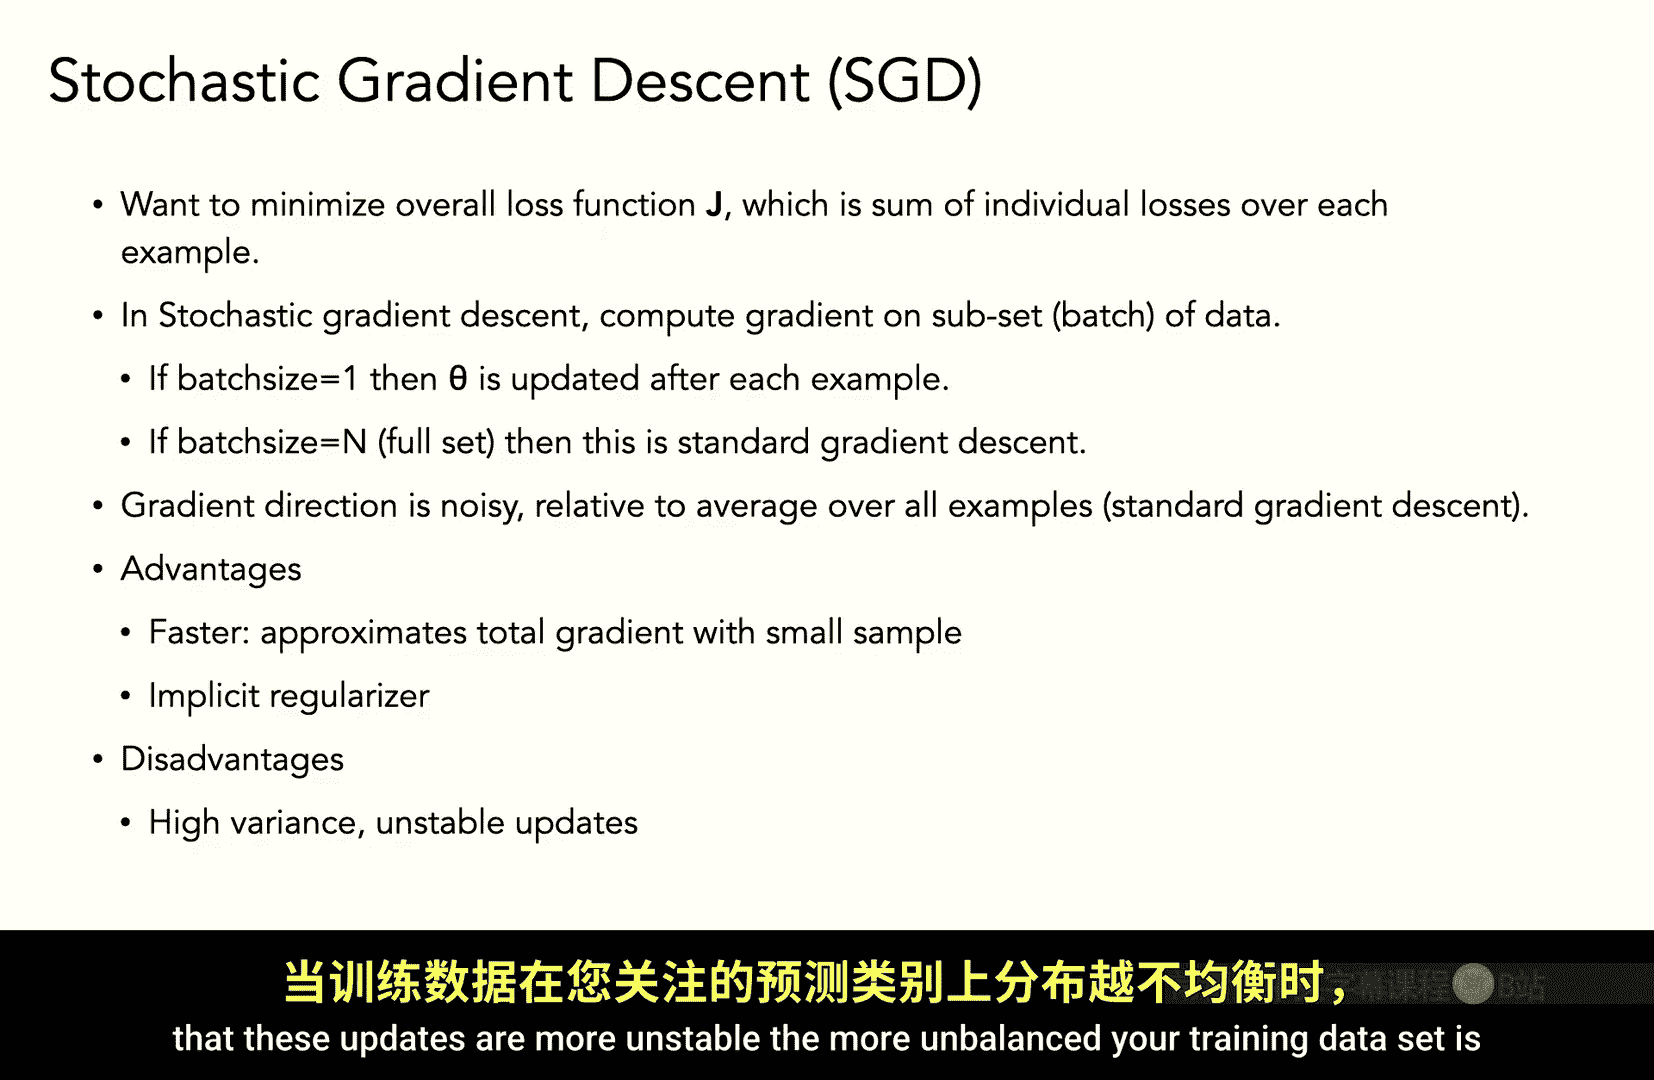 Stochastic Gradient Descent (SGD)
• Want to minimize overall loss function J, which is sum of individual losses over each
example.
• In Stochastic gradient descent, compute gradient on sub-set (batch) of data.
• If batchsize=1 then θ is updated after each example.
• If batchsize=N (full set) then this is standard gradient descent.
• Gradient direction is noisy, relative to average over all examples (standard gradient descent).
• Advantages
• Faster: approximates total gradient with small sample
• Implicit regularizer
• Disadvantages
• High variance, unstable updates
当训练数据在您关注的预测类别上分布越不均衡时，
字幕课程 B站
that these updates are more unstable the more unbalanced your training data set is